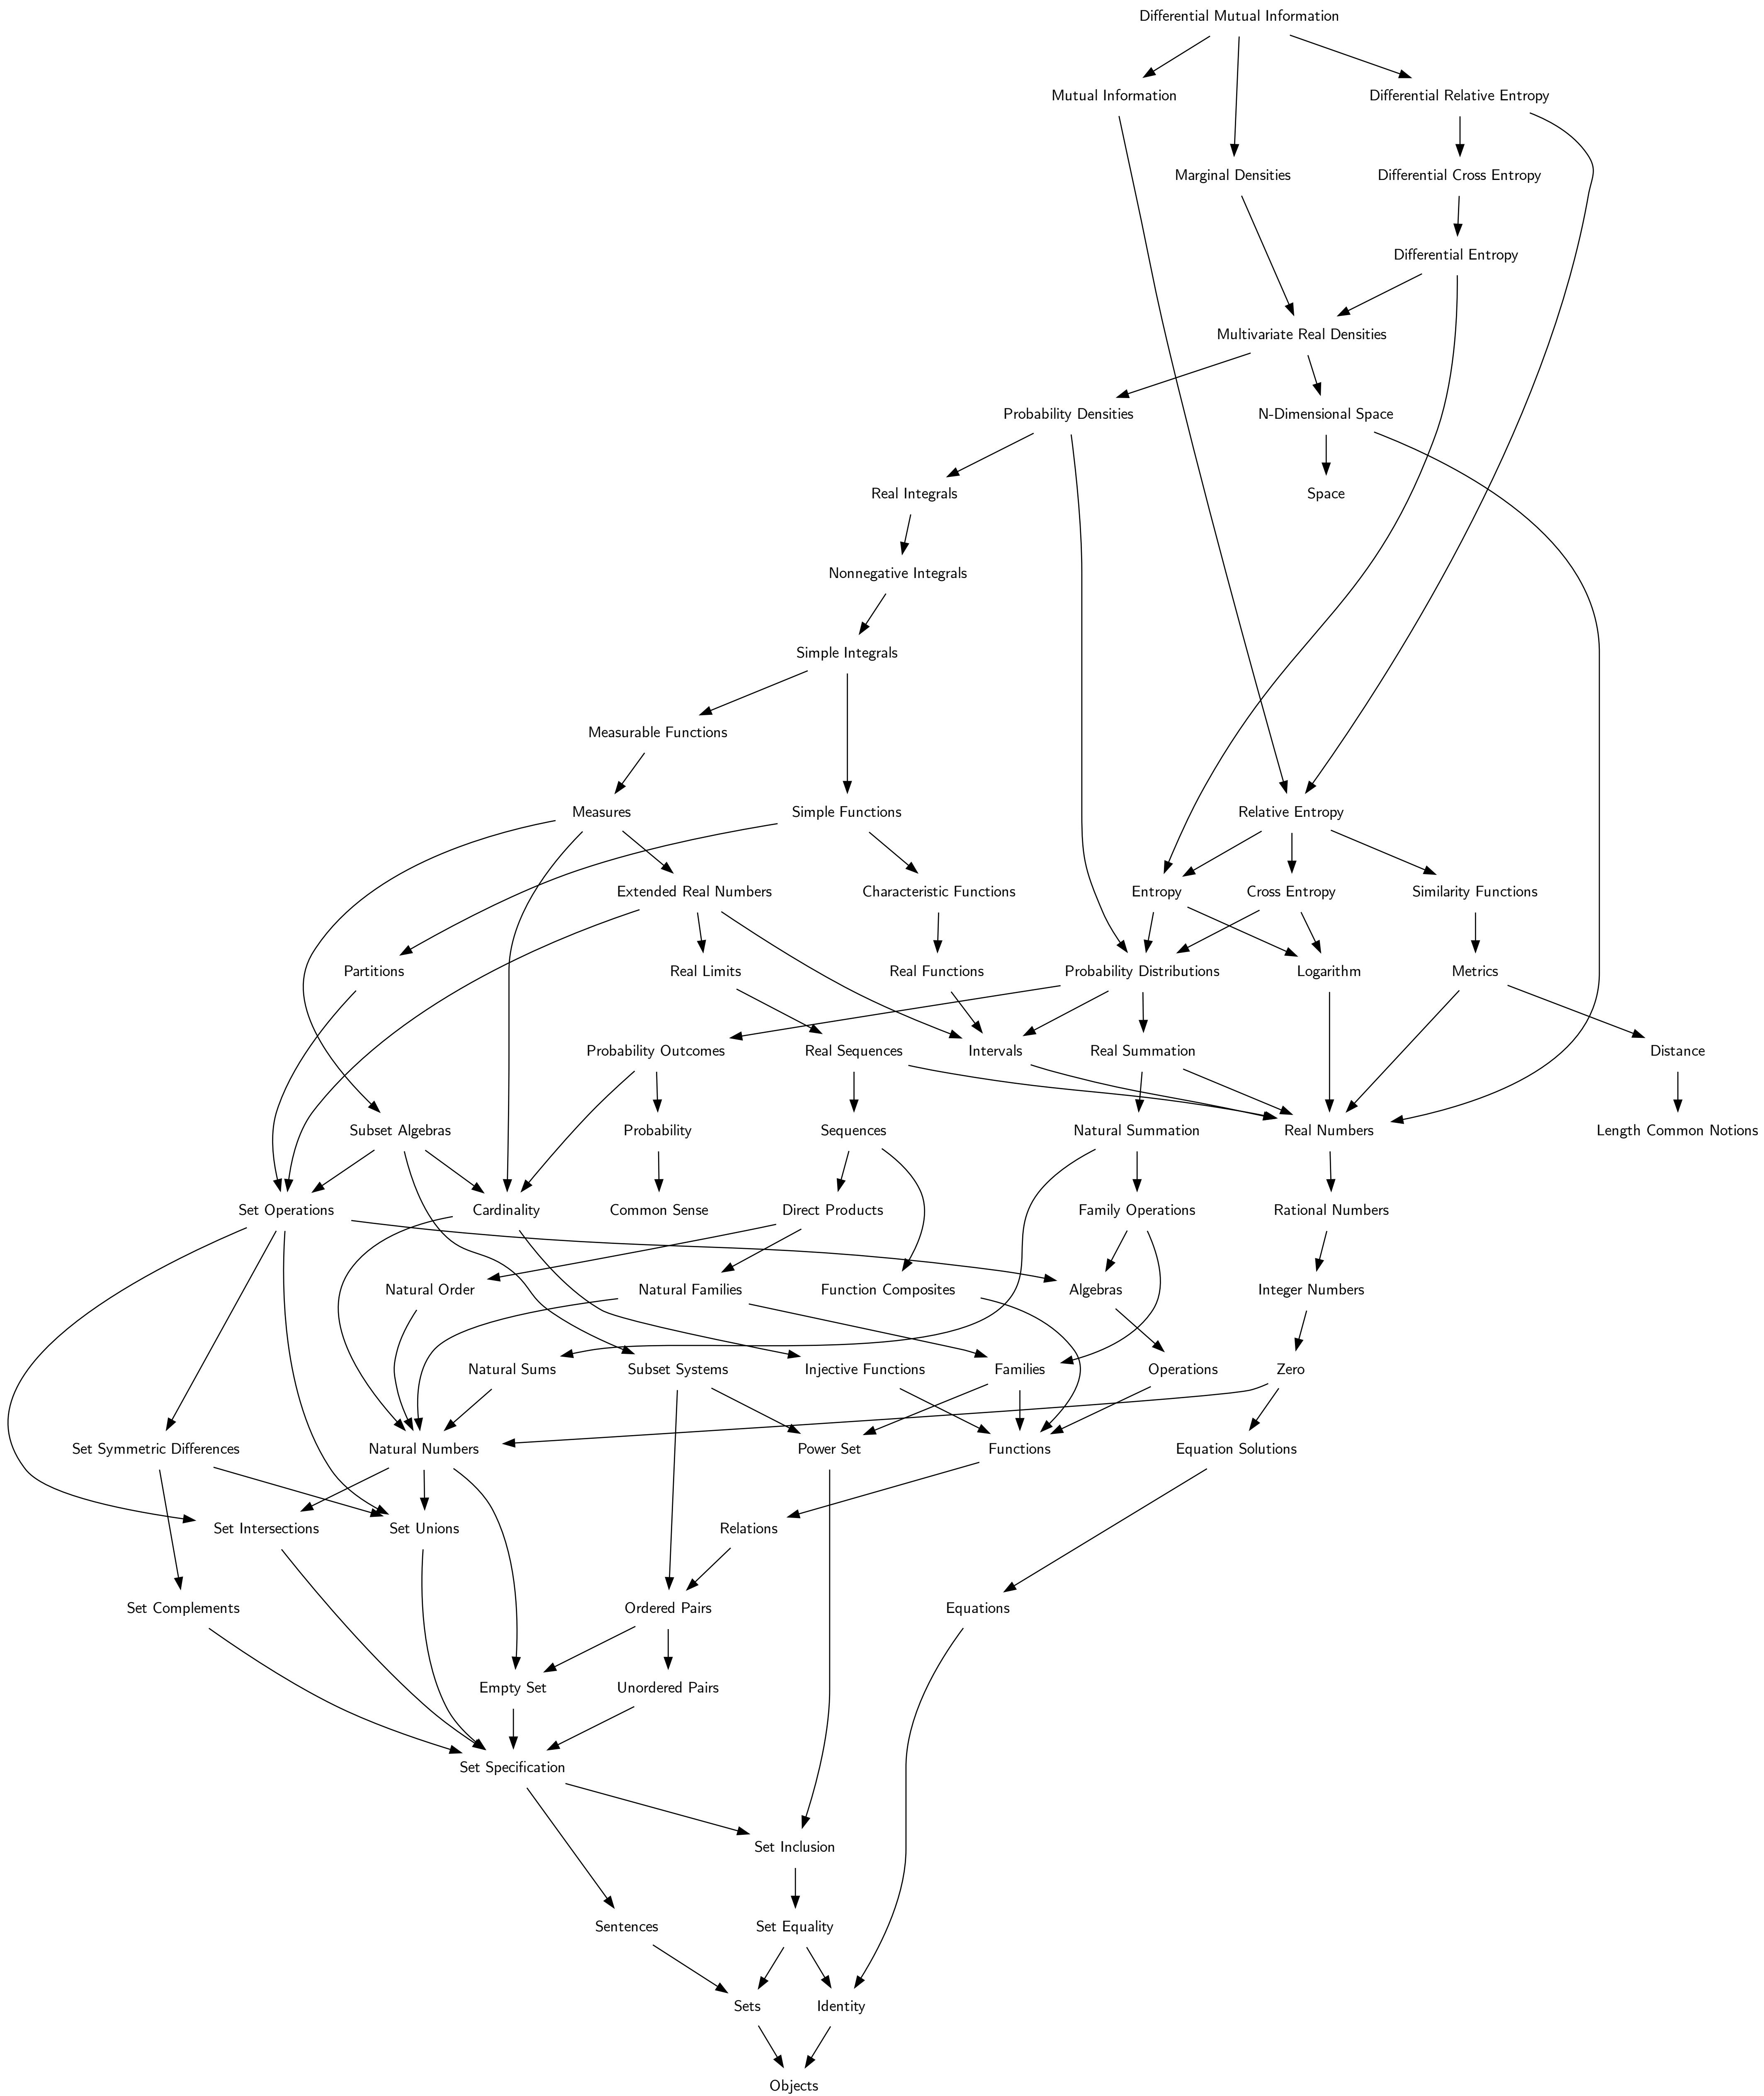 Differential Mutual Information
Mutual Information
Differential Relative Entropy
Marginal Densities
Differential Cross Entropy
Differential Entropy
Multivariate Real Densities
Probability Densities
N-Dimensional Space
Real Integrals
Space
Nonnegative Integrals
Simple Integrals
Measurable Functions
Measures
Simple Functions
Relative Entropy
Extended Real Numbers
Characteristic Functions
Entropy
Cross Entropy
Similarity Functions
Partitions
Real Limits
Real Functions
Probability Distributions
Logarithm
Metrics
Probability Outcomes
Real Sequences
Intervals
Real Summation
Distance
Subset Algebras
Probability
Sequences
Natural Summation
Real Numbers
Length Common Notions
Set Operations
Cardinality
Common Sense
Direct Products
Family Operations
Rational Numbers
Natural Order
Natural Families
Function Composites
Algebras
Integer Numbers
Natural Sums
Subset Systems
Injective Functions
Families
Operations
Zero
Set Symmetric Differences
Natural Numbers
Power Set
Functions
Equation Solutions
Set Intersections
Set Unions
Relations
Set Complements
Ordered Pairs
Equations
Empty Set
Unordered Pairs
Set Specification
Set Inclusion
Sentences
Set Equality
Sets
Identity
Objects